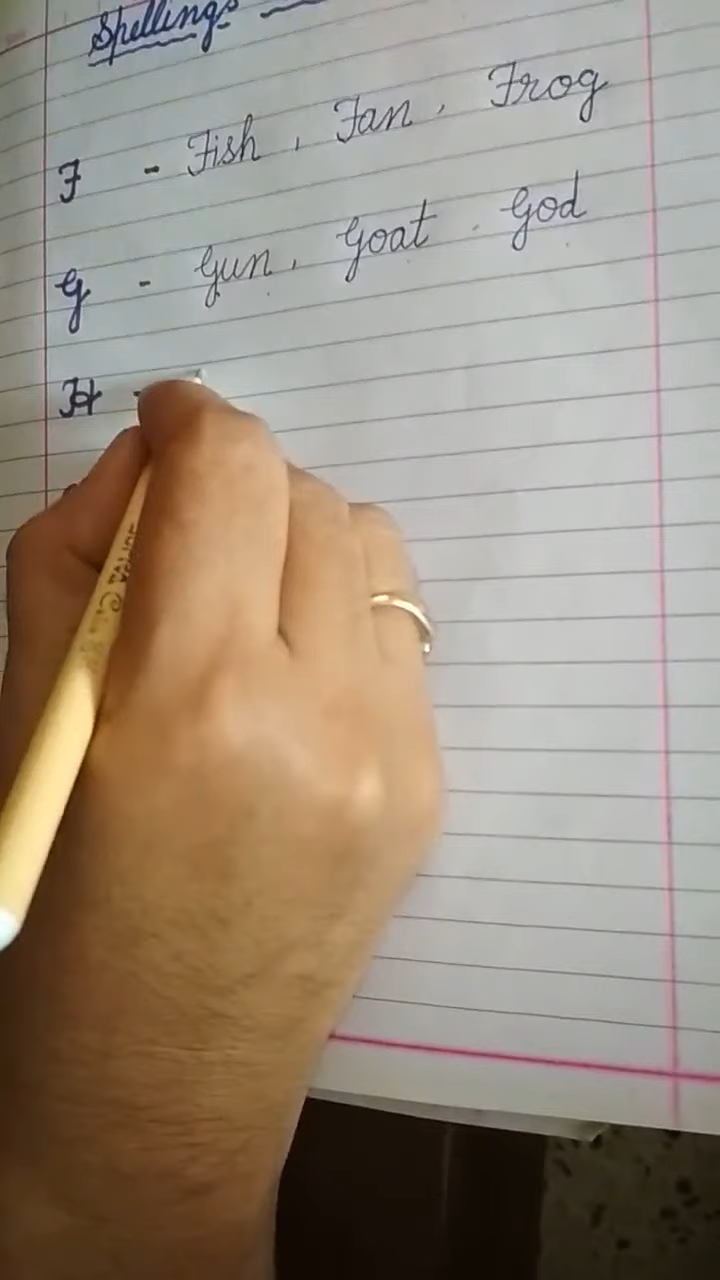 Spellings
F - Fish, Fan, Frog
G - Gun, Goat, God
H -